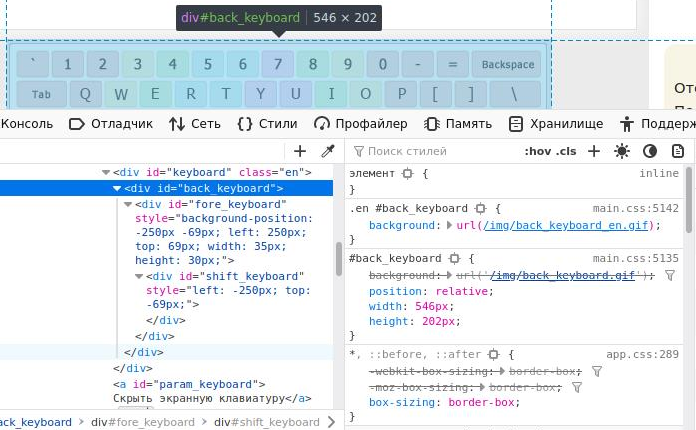 div#back_keyboard | 546 × 202
` 1 2 3 4 5 6 7 8 9 0 - = Backspace
Tab Q W E R T Y U I O P [ ] \
Отс
Консоль Отладчик Сеть {} Стили Профайлер Память Хранилище Поддерж
+ Поиск стилей :hov .cls +
<div id="keyboard" class="en">
<div id="back_keyboard">
<div id="fore_keyboard"
style="background-position:
-250px -69px; left: 250px;
top: 69px; width: 35px;
height: 30px;">
<div id="shift_keyboard"
style="left: -250px; top:
-69px;">
</div>
</div>
</div>
</div>
<a id="param_keyboard">
Скрыть экранную клавиатуру</a>
ack_keyboard > div#fore_keyboard > div#shift_keyboard >
элемент { inline
}
.en #back_keyboard { main.css:5142
background: url(/img/back_keyboard_en.gif);
}
#back_keyboard { main.css:5135
background: url('/img/back_keyboard.gif');
position: relative;
width: 546px;
height: 202px;
}
*, ::before, ::after { app.css:289
-webkit-box-sizing: border-box;
-moz-box-sizing: border-box;
box-sizing: border-box;
}